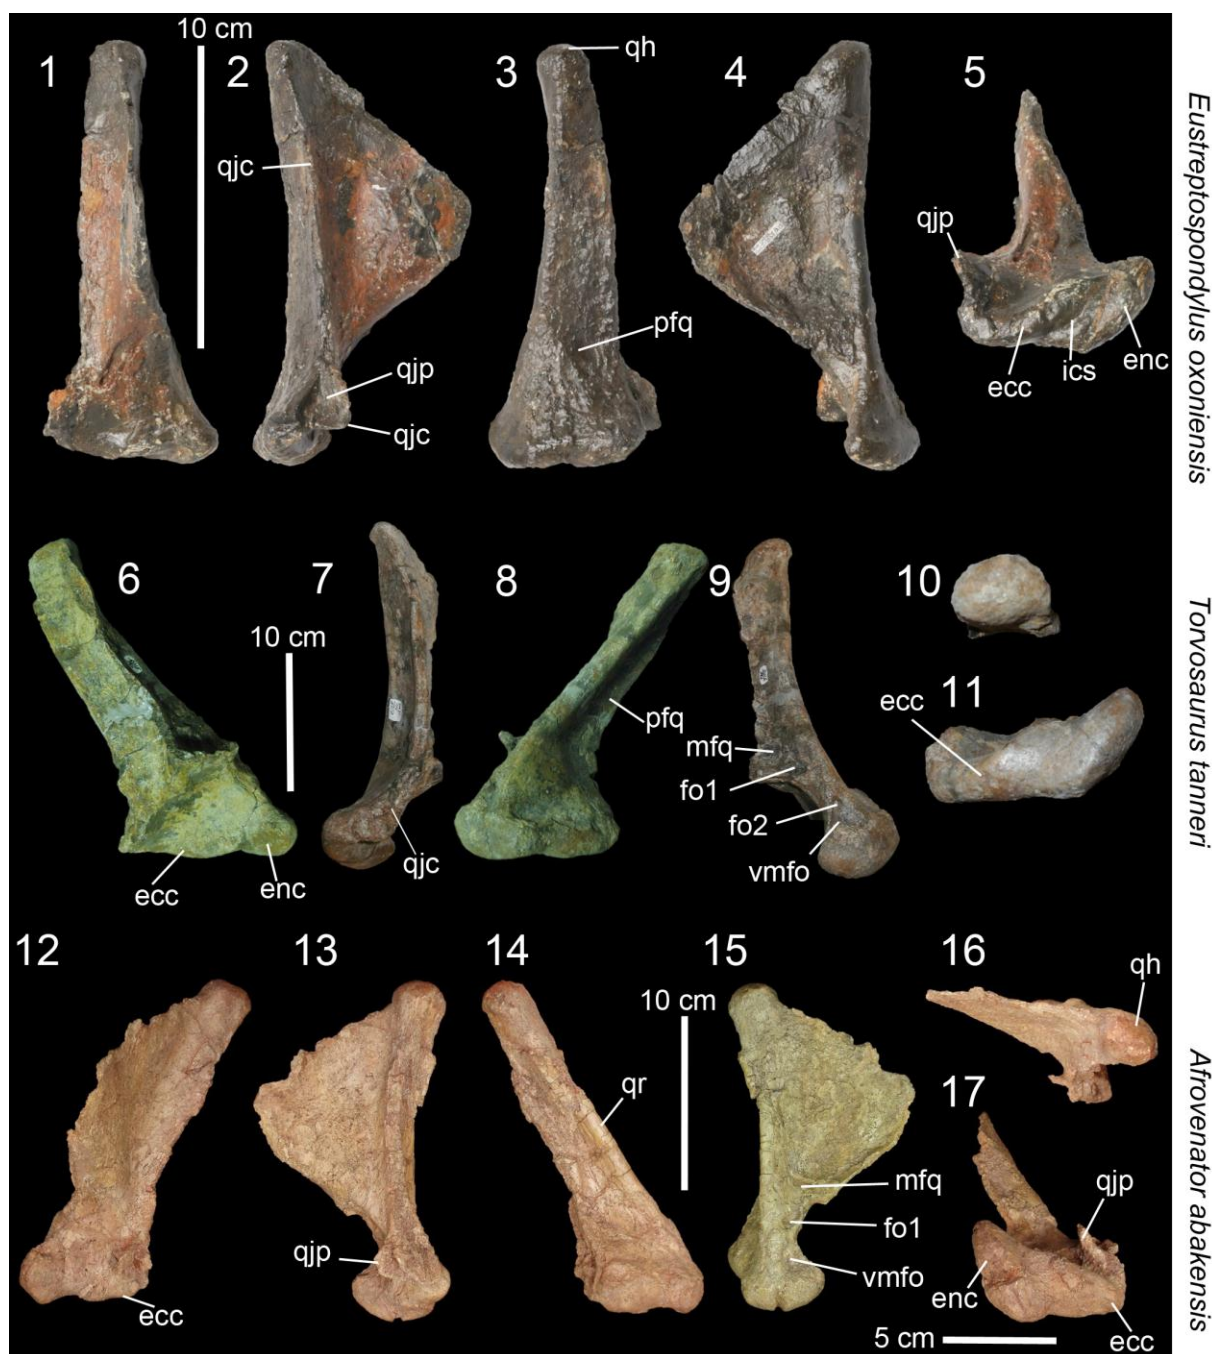 10 cm
1
2
3
qh
4
5
qjc
qjp
pfq
qjp
qjc
ecc
ics
enc
Eustreptospondylus oxoniensis
6
7
8
9
10
10 cm
11
ecc
pfq
mfq
fo1
fo2
vmfo
qjc
ecc
enc
Torvosaurus tanneri
12
13
14
15
16
qh
10 cm
qr
17
mfq
qjp
fo1
qjp
vmfo
enc
ecc
ecc
5 cm
Afrovenator abakensis